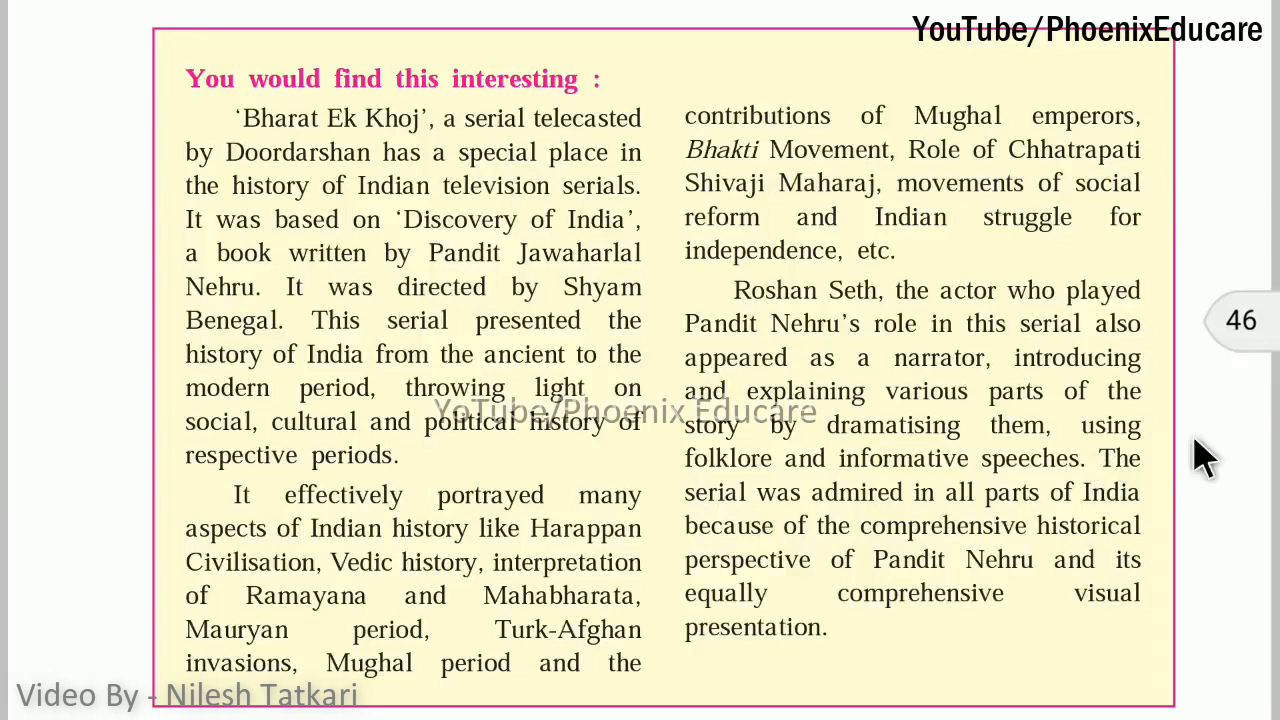 YouTube/PhoenixEducare
You would find this interesting :
‘Bharat Ek Khoj’, a serial telecasted
by Doordarshan has a special place in
the history of Indian television serials.
It was based on ‘Discovery of India’,
a book written by Pandit Jawaharlal
Nehru. It was directed by Shyam
Benegal. This serial presented the
history of India from the ancient to the
modern period, throwing light on
social, cultural and political history of
respective periods.
It effectively portrayed many
aspects of Indian history like Harappan
Civilisation, Vedic history, interpretation
of Ramayana and Mahabharata,
Mauryan period, Turk-Afghan
invasions, Mughal period and the
contributions of Mughal emperors,
Bhakti Movement, Role of Chhatrapati
Shivaji Maharaj, movements of social
reform and Indian struggle for
independence, etc.
Roshan Seth, the actor who played
Pandit Nehru’s role in this serial also
appeared as a narrator, introducing
and explaining various parts of the
story by dramatising them, using
folklore and informative speeches. The
serial was admired in all parts of India
because of the comprehensive historical
perspective of Pandit Nehru and its
equally comprehensive visual
presentation.
46
YoTube/Phoenix Educare
Video By - Nilesh Tatkari